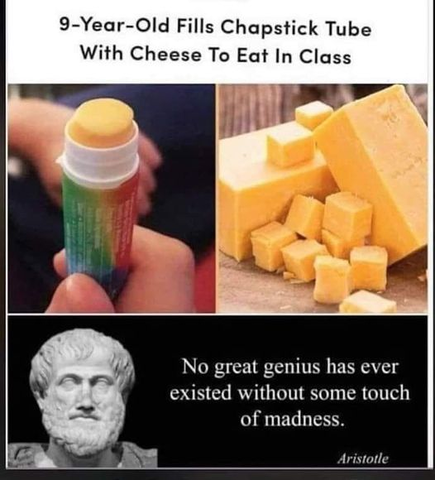 9-Year-Old Fills Chapstick Tube
With Cheese To Eat In Class
No great genius has ever
existed without some touch
of madness.
Aristotle